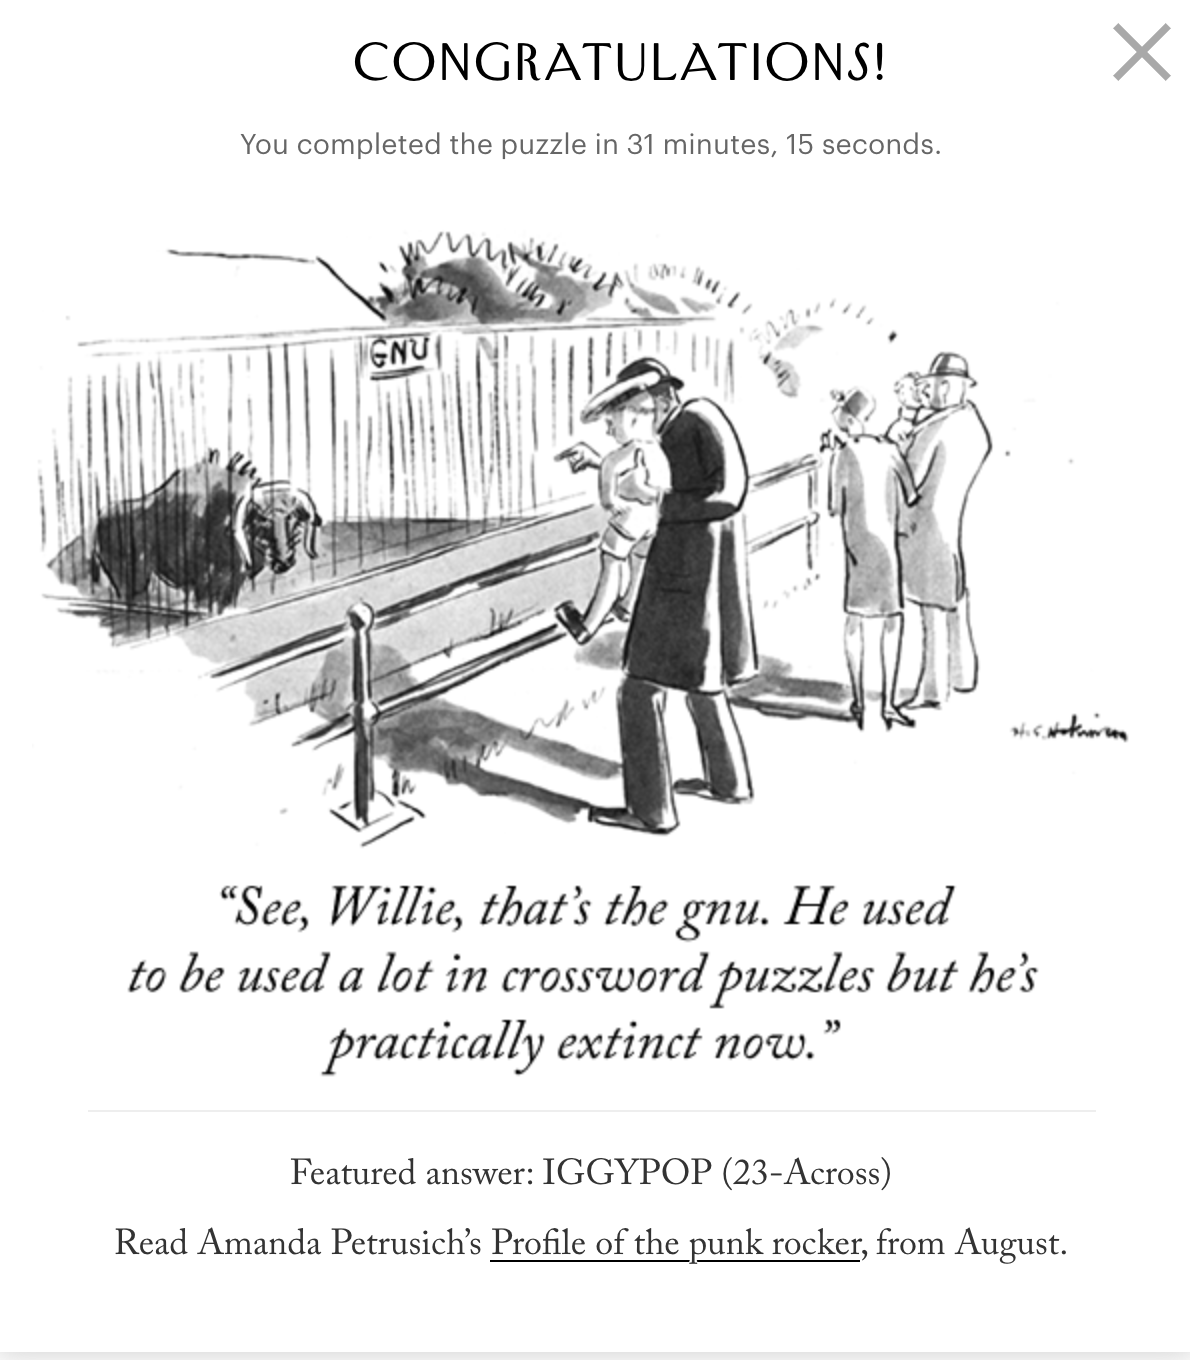 CONGRATULATIONS!
You completed the puzzle in 31 minutes, 15 seconds.
GNU
“See, Willie, that’s the gnu. He used
to be used a lot in crossword puzzles but he’s
practically extinct now.”
Featured answer: IGGYPOP (23-Across)
Read Amanda Petrusich’s Profile of the punk rocker, from August.